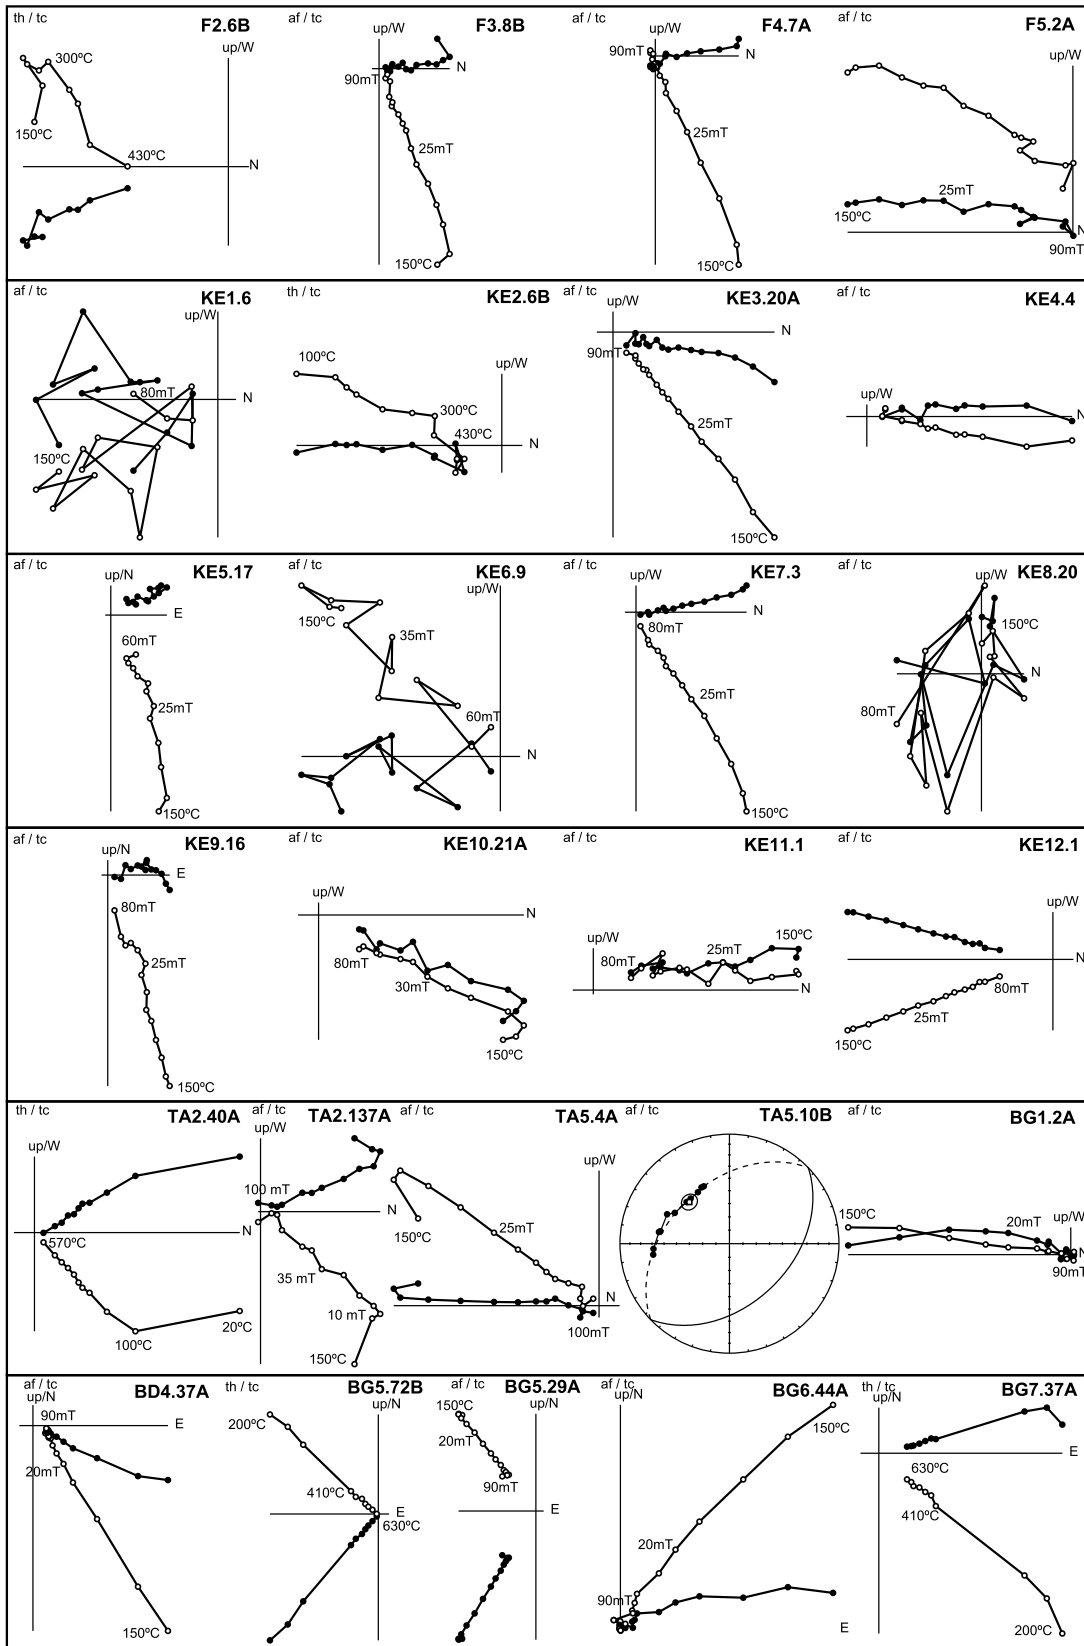 th / tc
F2.6B
up/W
300ºC
150ºC
430ºC
N
af / tc
F3.8B
up/W
N
90mT
25mT
150ºC
af / tc
F4.7A
up/W
90mT
N
25mT
150ºC
af / tc
F5.2A
up/W
25mT
150ºC
N
90mT
af / tc
KE1.6
up/W
80mT
N
150ºC
th / tc
KE2.6B
100ºC
up/W
300ºC
430ºC
N
af / tc
KE3.20A
up/W
N
90mT
25mT
150ºC
af / tc
KE4.4
up/W
N
af / tc
KE5.17
up/N
E
60mT
25mT
150ºC
af / tc
KE6.9
up/W
150ºC
35mT
60mT
N
af / tc
KE7.3
up/W
N
80mT
25mT
150ºC
af / tc
KE8.20
up/W
150ºC
N
80mT
af / tc
KE9.16
up/N
E
80mT
25mT
150ºC
af / tc
KE10.21A
up/W
N
80mT
30mT
150ºC
af / tc
KE11.1
up/W
150ºC
25mT
80mT
N
af / tc
KE12.1
up/W
N
80mT
25mT
150ºC
th / tc
TA2.40A
up/W
N
570ºC
20ºC
100ºC
af / tc
TA2.137A
up/W
100 mT
N
35 mT
10 mT
150ºC
af / tc
TA5.4A
up/W
25mT
150ºC
N
100mT
af / tc
TA5.10B
af / tc
BG1.2A
150ºC
up/W
20mT
N
90mT
af / tc
BD4.37A
up/N
90mT
E
20mT
150ºC
th / tc
BG5.72B
up/N
200ºC
410ºC
E
630ºC
af / tc
BG5.29A
150ºC
up/N
20mT
90mT
E
af / tc
BG6.44A
up/N
150ºC
20mT
90mT
E
th / tc
BG7.37A
up/N
E
630ºC
410ºC
200ºC